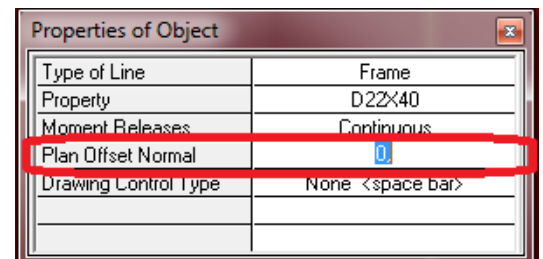 Properties of Object
Type of Line Frame
Property D22X40
Moment Releases Continuous
Plan Offset Normal 0,
Drawing Control Type None <space bar>